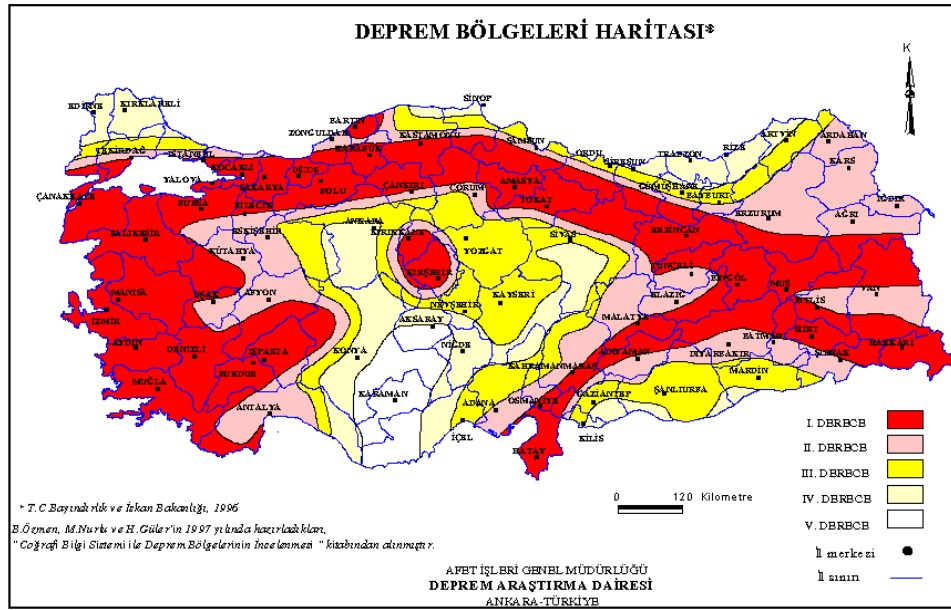 DEPREM BÖLGELERİ HARİTASI*
K
SİNOP
EDİRNE KIRKLARELİ
BARTIN
ZONGULDAK KASTAMONU
KARABÜK SAMSUN
ORDU GİRESUN TRABZON RİZE ARTVİN ARDAHAN
TEKİRDAĞ İSTANBUL
KOCAELİ
YALOVA SAKARYA DÜZCE BOLU
ÇANKIRI ÇORUM AMASYA TOKAT
GÜMÜŞHANE BAYBURT KARS
ÇANAKKALE
BURSA BİLECİK
ERZURUM AĞRI IĞDIR
BALIKESİR ESKİŞEHİR ANKARA KIRIKKALE YOZGAT SİVAS ERZİNCAN
KÜTAHYA
KIRŞEHİR
TUNCELİ BİNGÖL MUŞ
MANİSA UŞAK AFYON
NEVŞEHİR KAYSERİ
ELAZIĞ BİTLİS VAN
İZMİR
AKSARAY MALATYA
SİİRT
AYDIN DENİZLİ ISPARTA KONYA NİĞDE
BATMAN
KAHRAMANMARAŞ ADIYAMAN DİYARBAKIR ŞIRNAK HAKKARİ
BURDUR
MUĞLA
MARDİN
KARAMAN
ŞANLIURFA
ANTALYA ADANA OSMANİYE GAZİANTEP
İÇEL KİLİS
HATAY
I. DERECE
II. DERECE
III. DERECE
IV. DERECE
V. DERECE
İl merkezi
İl sınırı
0 120 Kilometre
* T.C.Bayındırlık ve İskan Bakanlığı, 1996
B.Özmen, M.Nurlu ve H.Güler'in 1997 yılında hazırladıkları,
" Coğrafi Bilgi Sistemi ile Deprem Bölgelerinin İncelenmesi " kitabından alınmıştır.
AFET İŞLERİ GENEL MÜDÜRLÜĞÜ
DEPREM ARAŞTIRMA DAİRESİ
ANKARA-TÜRKİYE